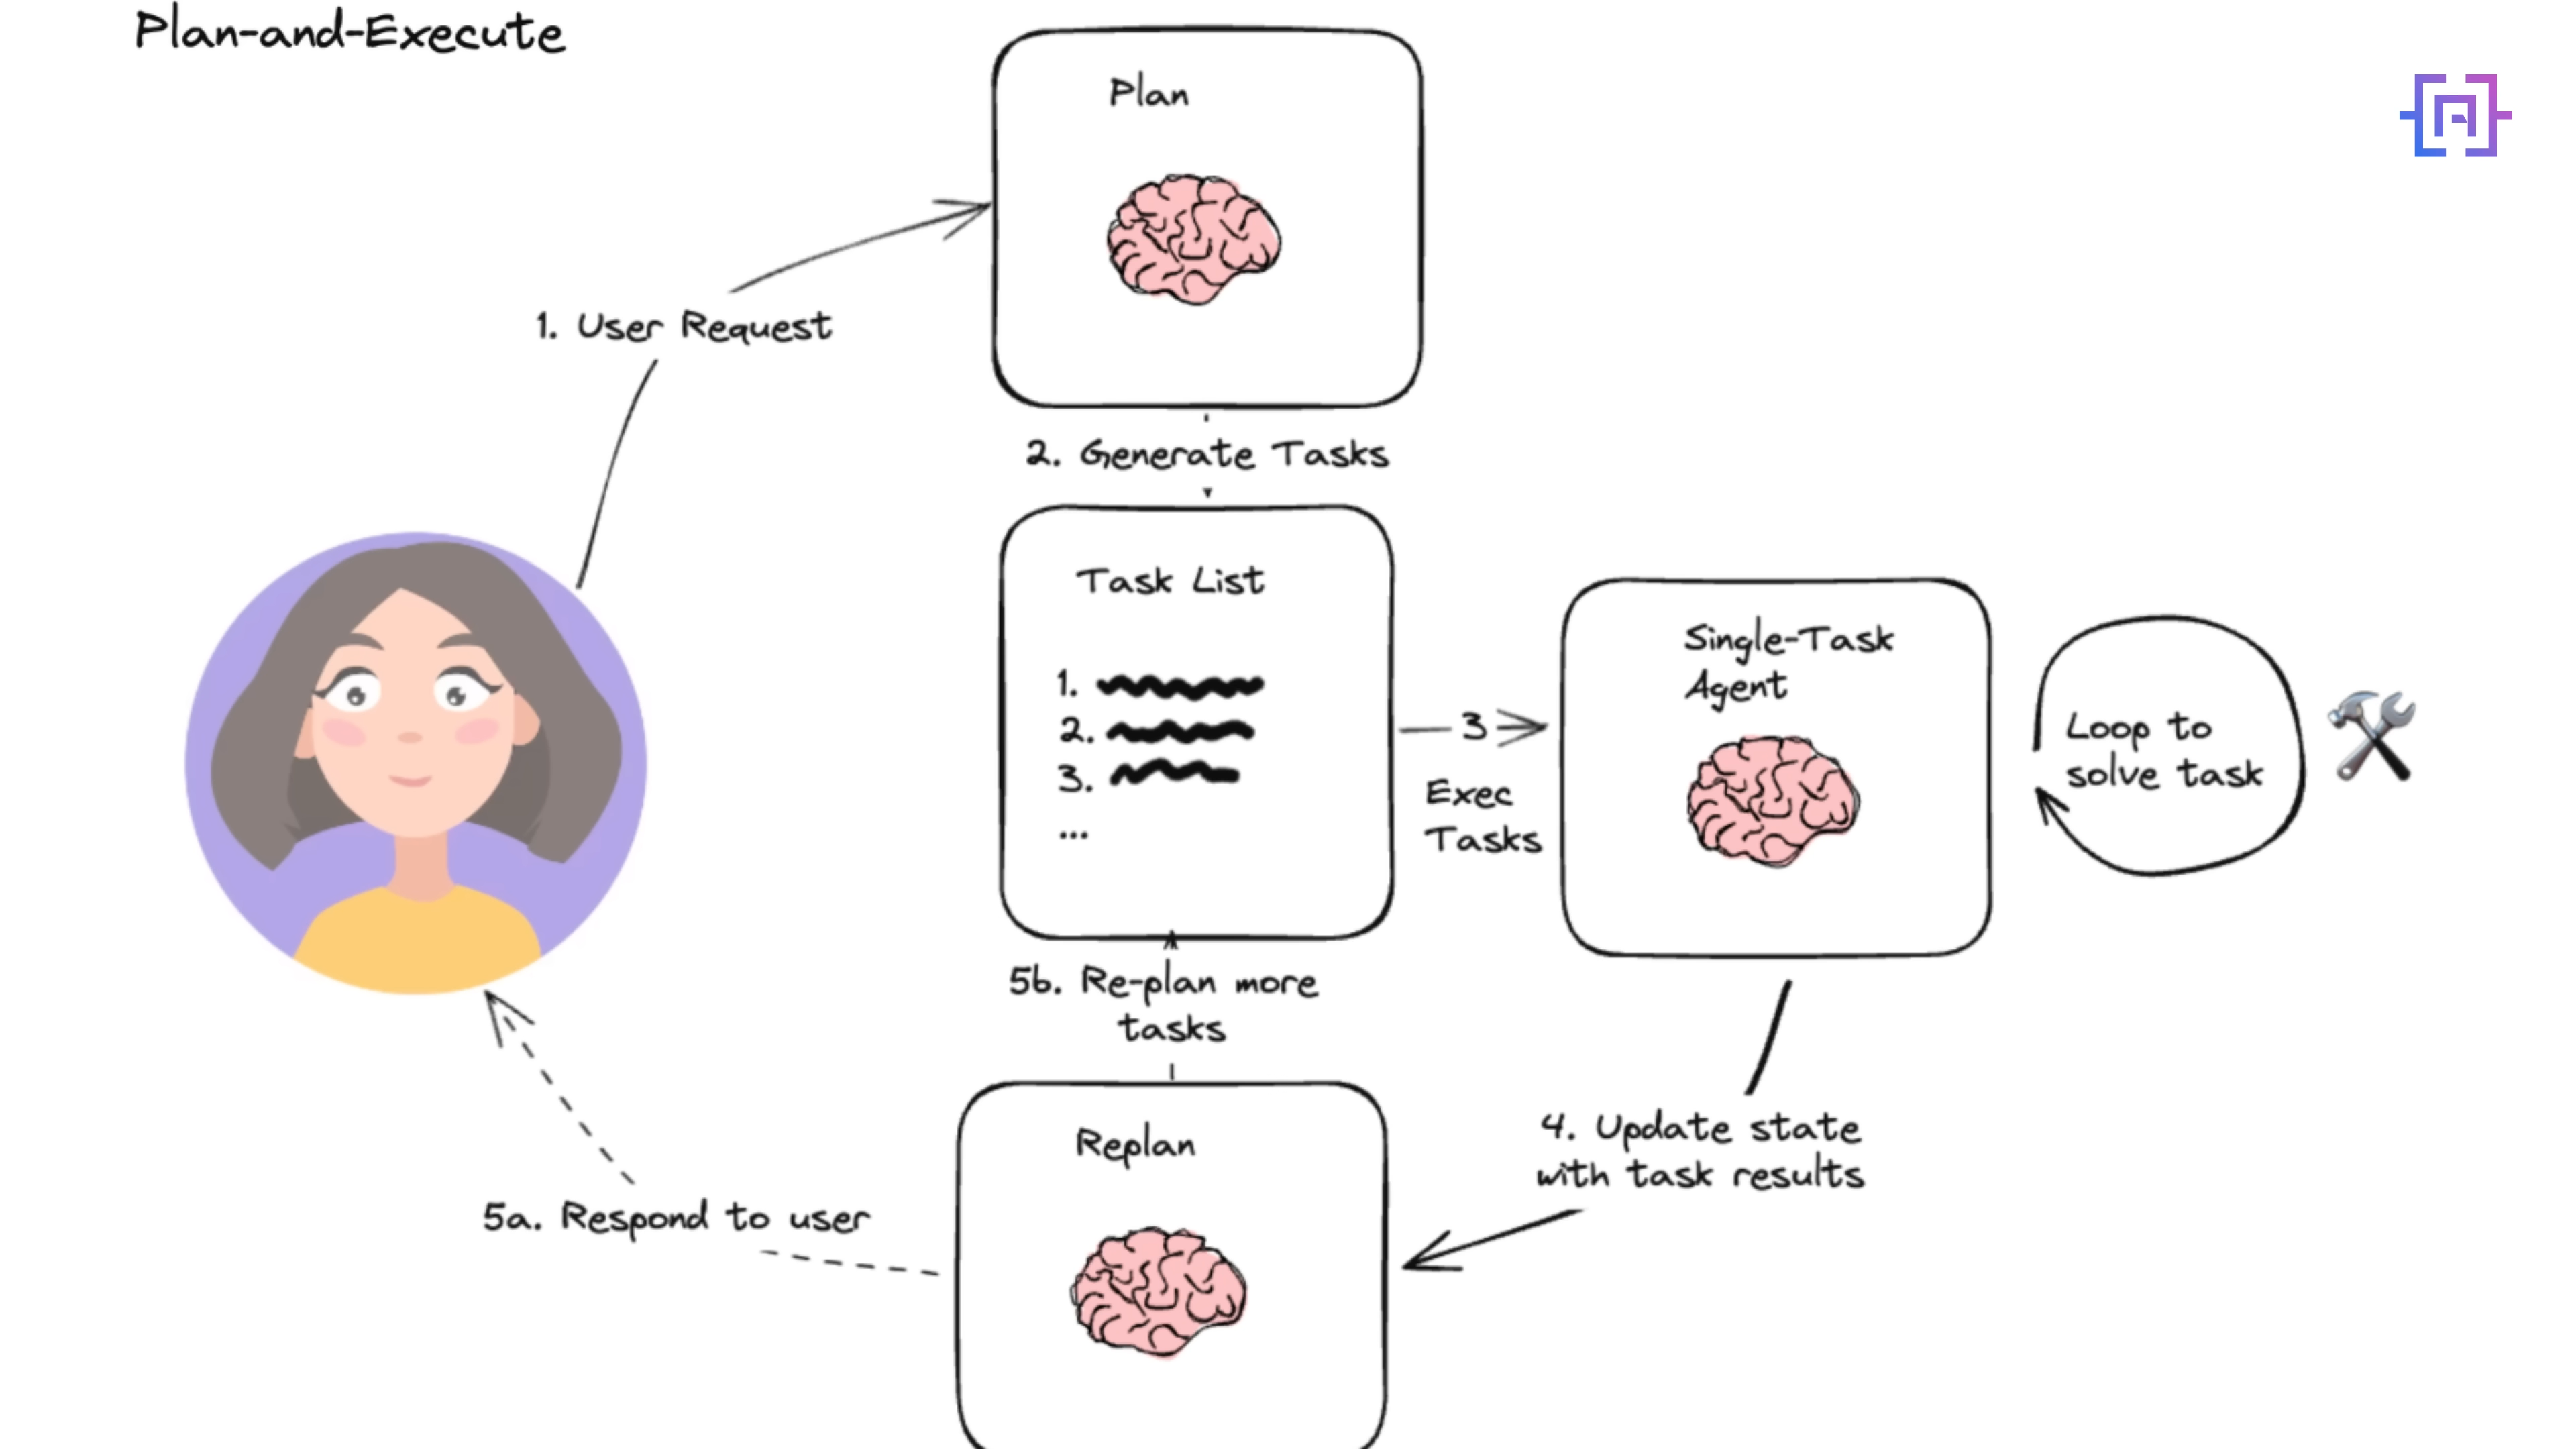 Plan-and-Execute
Plan
1. User Request
2. Generate Tasks
Task List
1.
2.
3.
...
3
Exec
Tasks
Single-Task
Agent
Loop to
solve task
5b. Re-plan more
tasks
Replan
4. Update state
with task results
5a. Respond to user